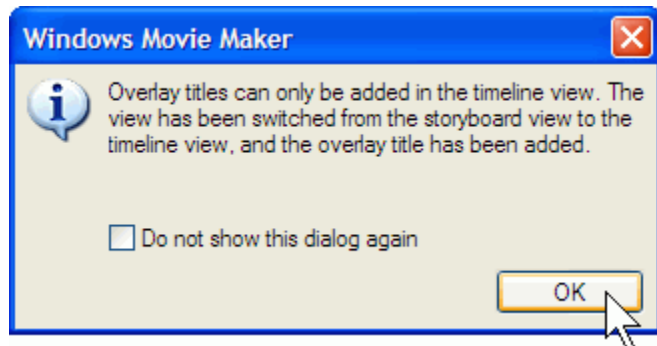 Windows Movie Maker
Overlay titles can only be added in the timeline view. The
view has been switched from the storyboard view to the
timeline view, and the overlay title has been added.
Do not show this dialog again
OK